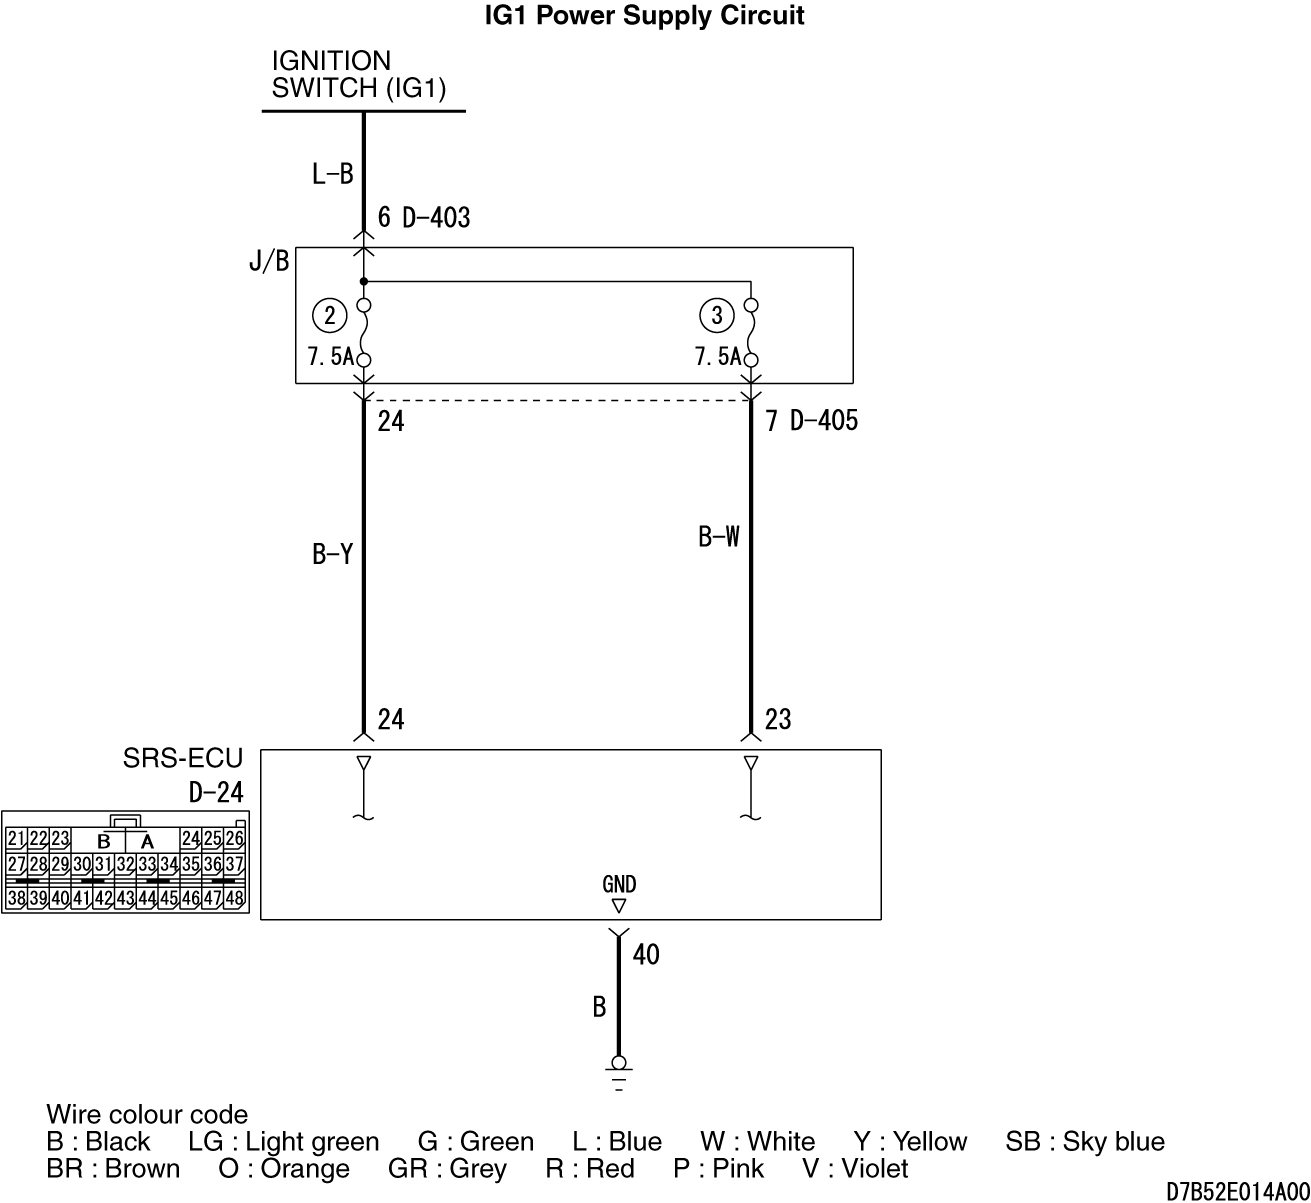 IG1 Power Supply Circuit
IGNITION
SWITCH (IG1)
L-B
6 D-403
J/B
2
3
7.5A
7.5A
24
7 D-405
B-Y
B-W
24
23
SRS-ECU
D-24
21 22 23 B A 24 25 26
27 28 29 30 31 32 33 34 35 36 37
38 39 40 41 42 43 44 45 46 47 48
GND
40
B
Wire colour code
B : Black LG : Light green G : Green L : Blue W : White Y : Yellow SB : Sky blue
BR : Brown O : Orange GR : Grey R : Red P : Pink V : Violet
D7B52E014A00